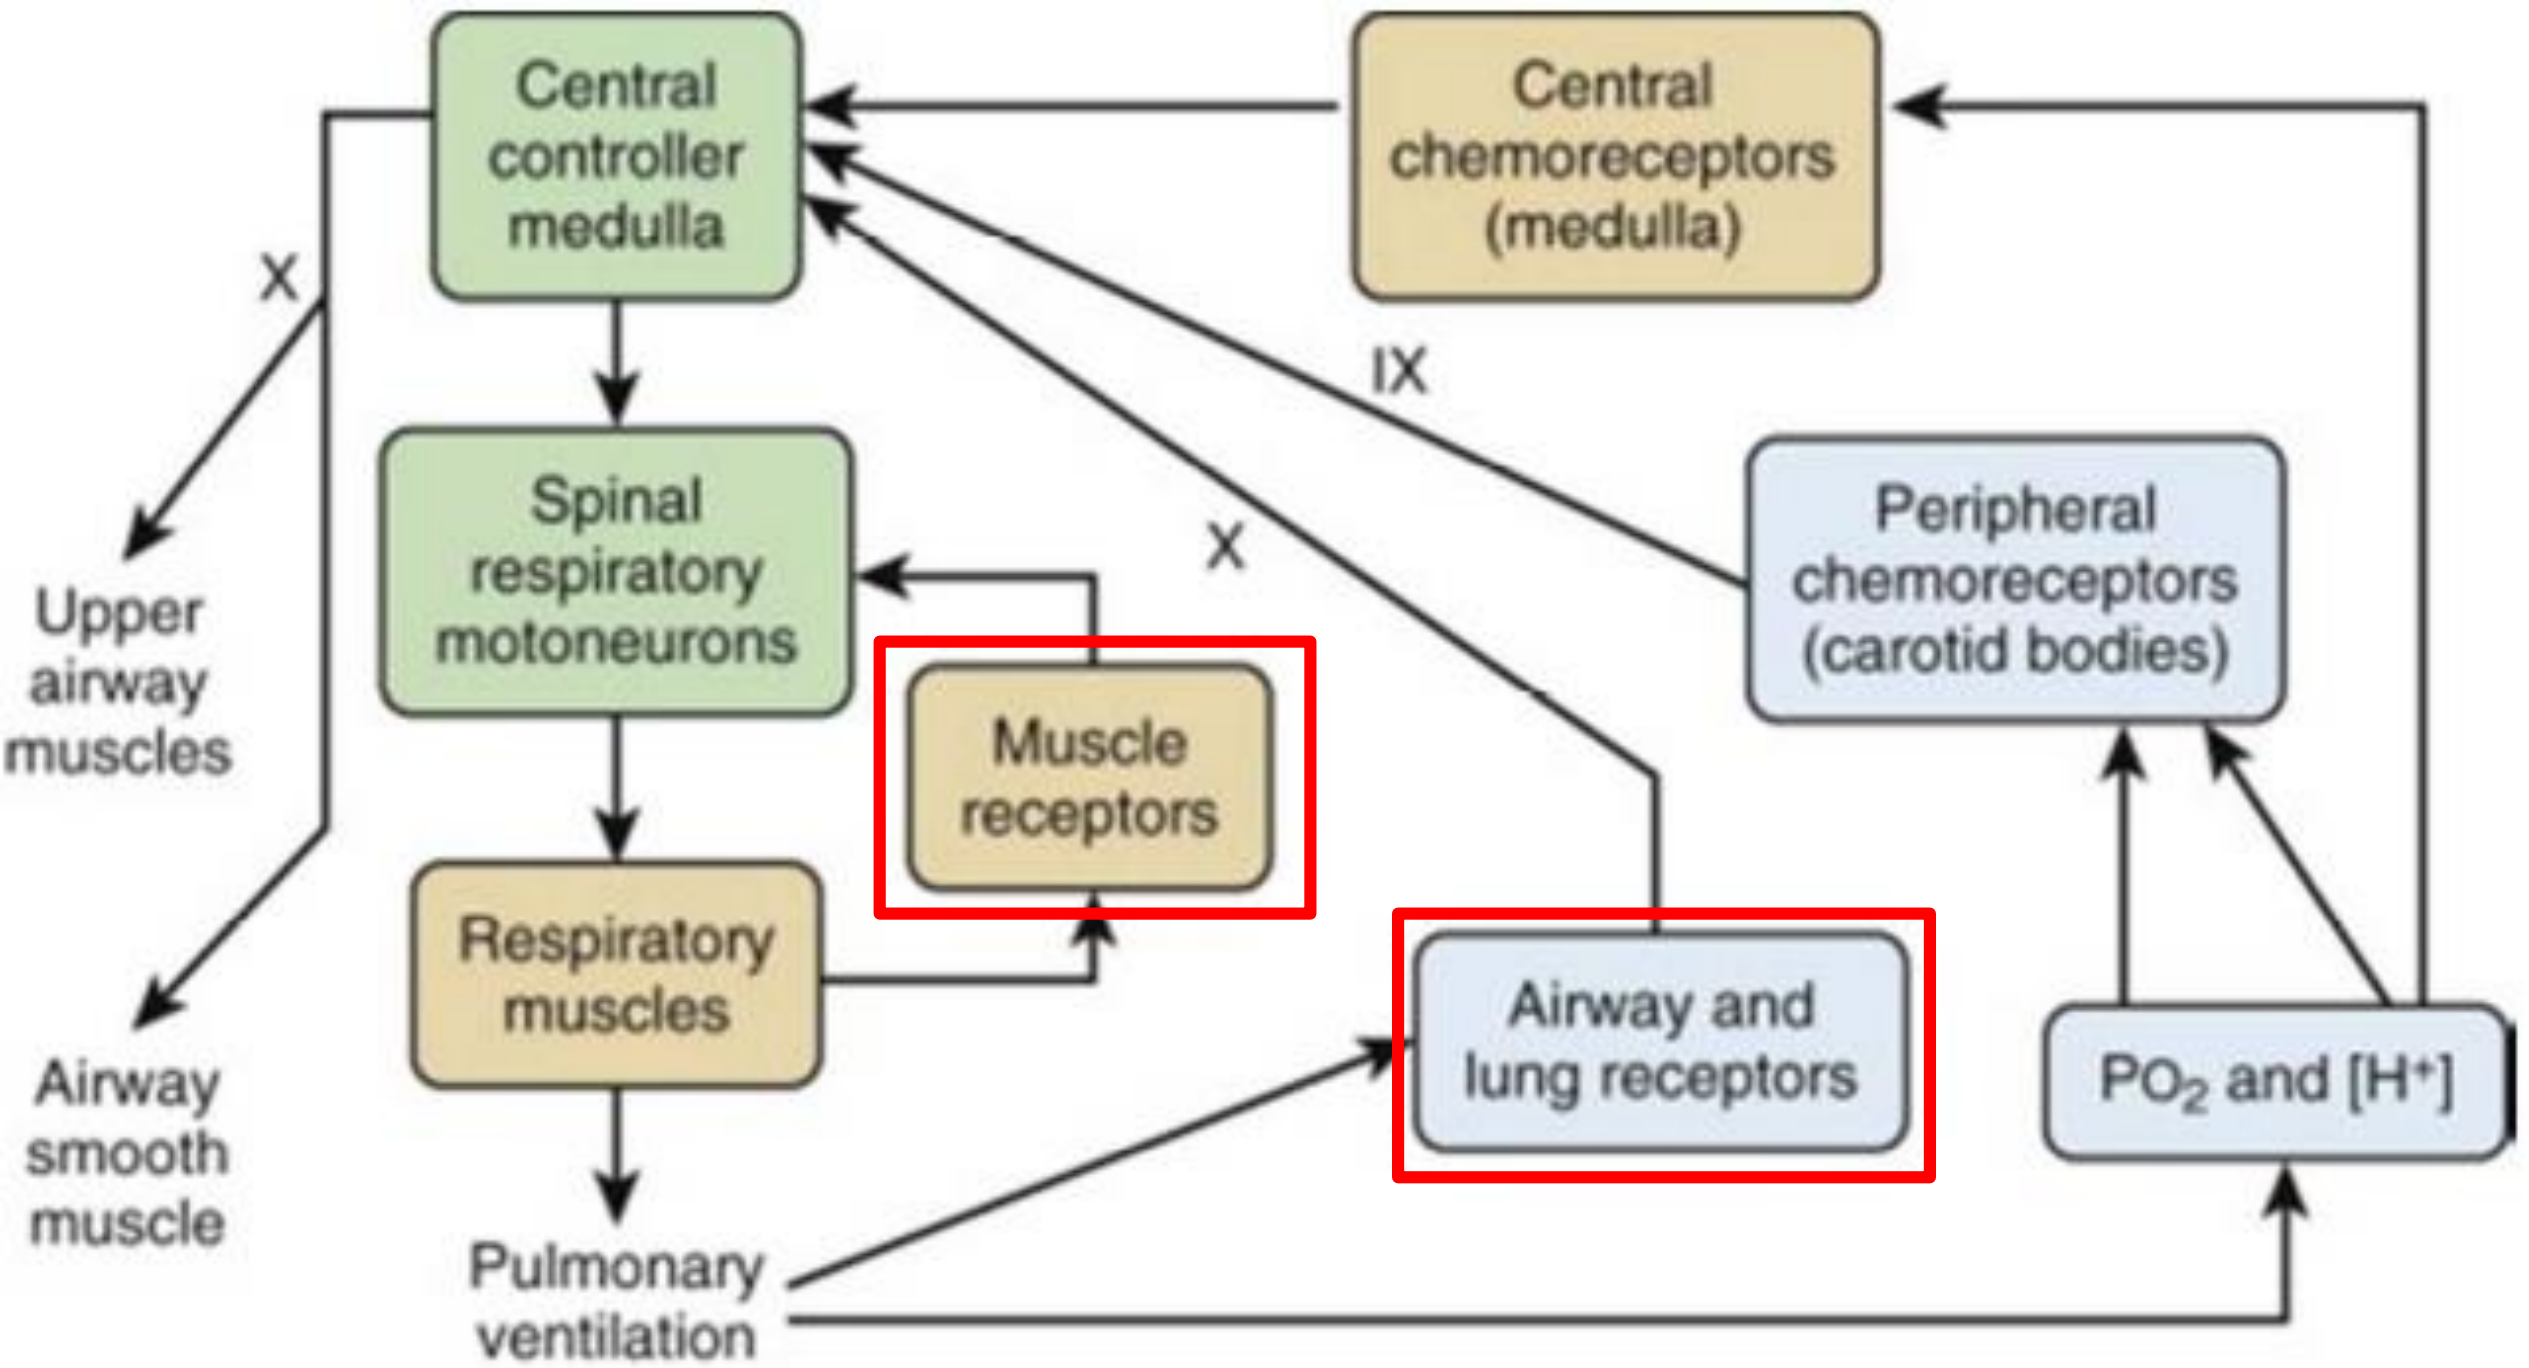 Central
controller
medulla
Central
chemoreceptors
(medulla)
X
IX
Spinal
respiratory
motoneurons
X
Peripheral
chemoreceptors
(carotid bodies)
Upper
airway
muscles
Muscle
receptors
Respiratory
muscles
Airway and
lung receptors
PO₂ and [H⁺]
Airway
smooth
muscle
Pulmonary
ventilation